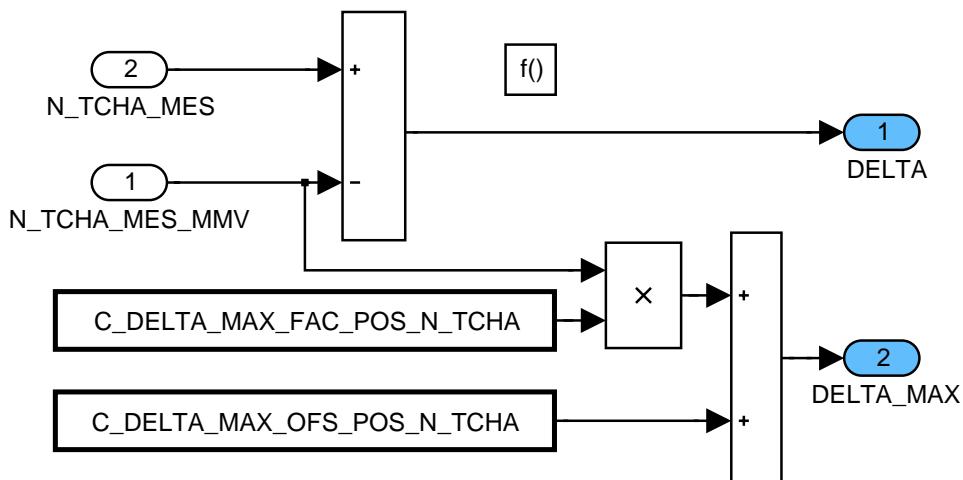 2
N_TCHA_MES
+
f()
1
N_TCHA_MES_MMV
−
1
DELTA
C_DELTA_MAX_FAC_POS_N_TCHA
×
+
2
DELTA_MAX
C_DELTA_MAX_OFS_POS_N_TCHA
+